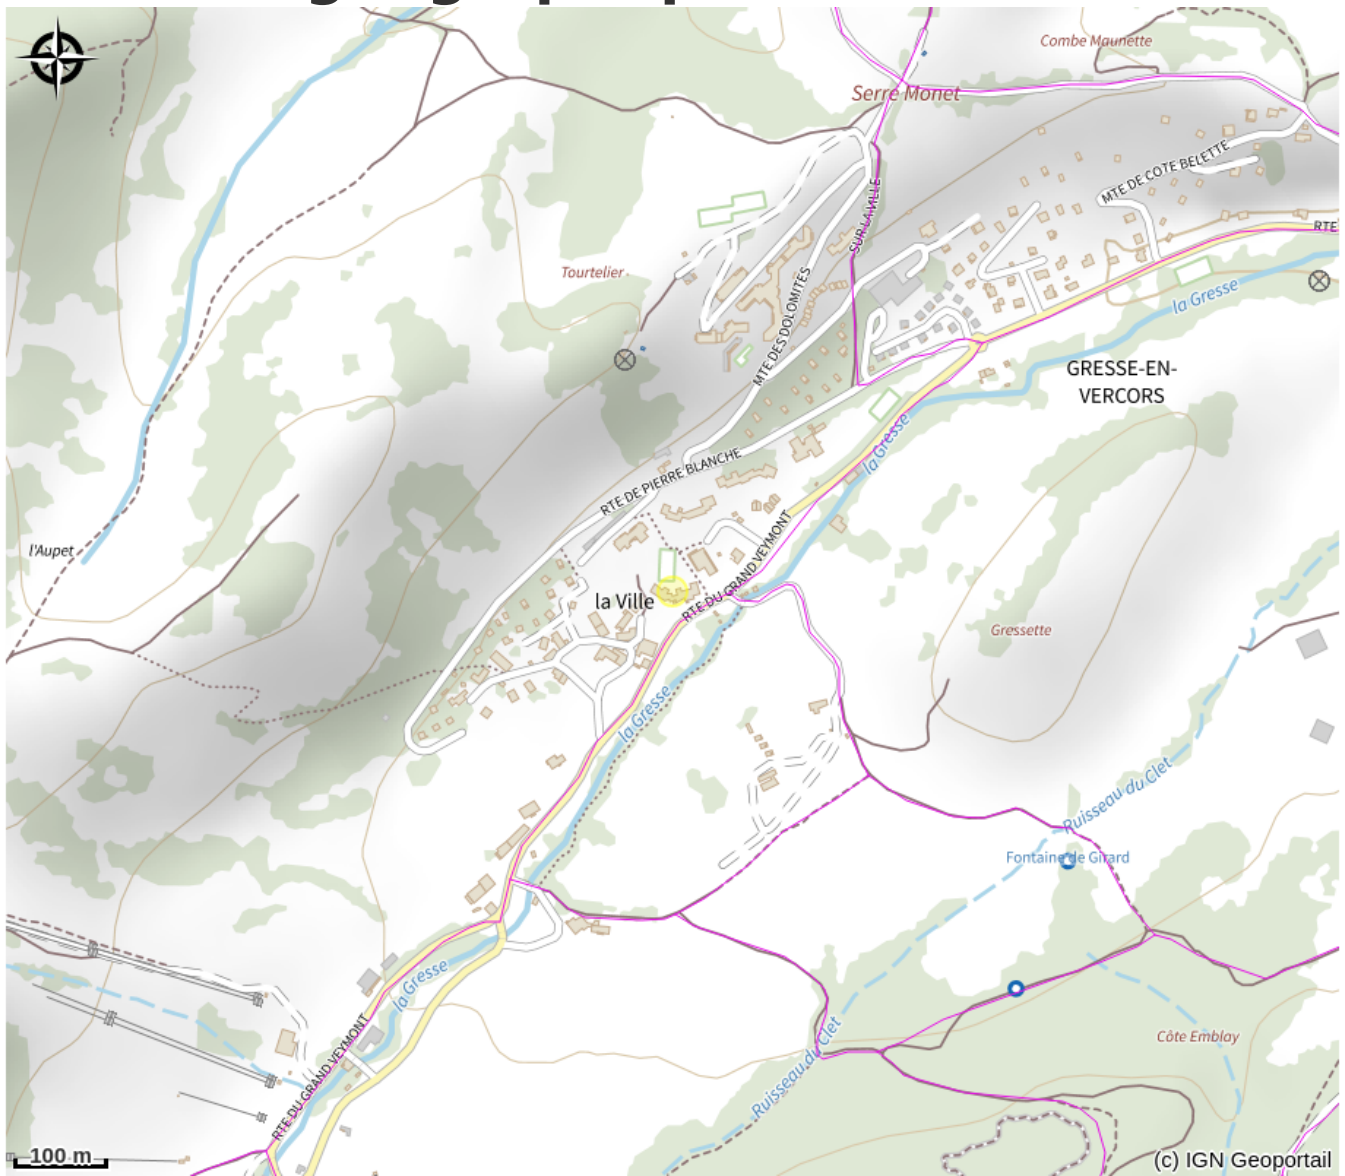 Combe Maunette
Serre Monet
MTE DE COTE BELETTE
SUR LA VILLE
RTE
Tourtelier
la Gresse
MTE DES DOLOMITES
GRESSE-EN-
VERCORS
la Gresse
RTE DE PIERRE BLANCHE
l'Aupet
RTE DU GRAND VEYMONT
la Ville
Gressette
la Gresse
Ruisseau du Clet
Fontaine de Girard
la Gresse
RTE DU GRAND VEYMONT
Ruisseau du Clet
Côte Emblay
100 m
(c) IGN Geoportail